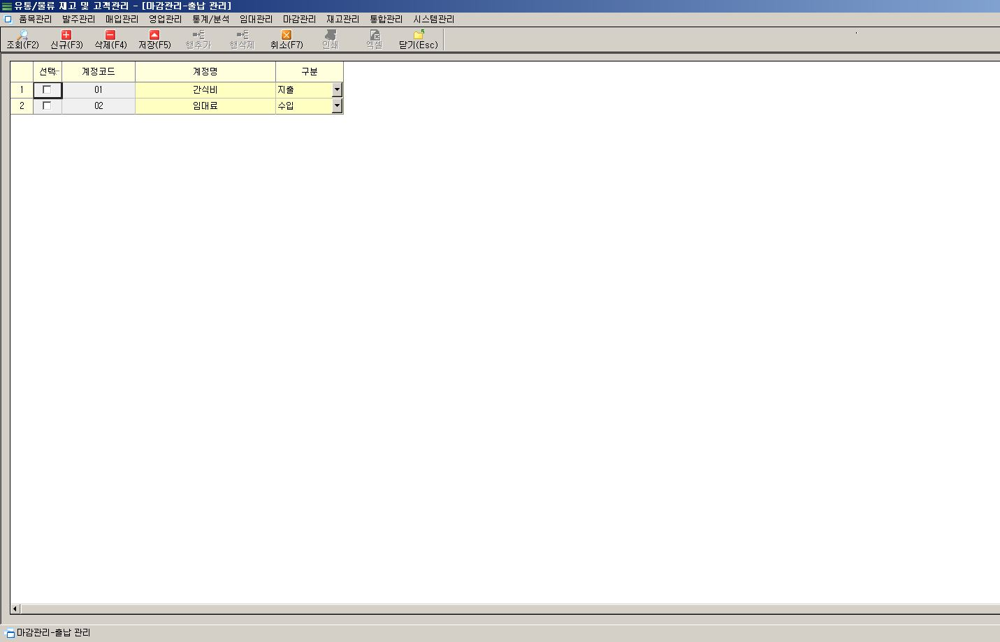 유통/물류 재고 및 고객관리 - [마감관리-출납 관리]
품목관리 발주관리 매입관리 영업관리 통계/분석 임대관리 마감관리 재고관리 통합관리 시스템관리
조회(F2) 신규(F3) 삭제(F4) 저장(F5) 행추가 행삭제 취소(F7) 인쇄 엑셀 닫기(Esc)
선택 계정코드 계정명 구분
1 01 간식비 지출
2 02 임대료 수입
마감관리-출납 관리